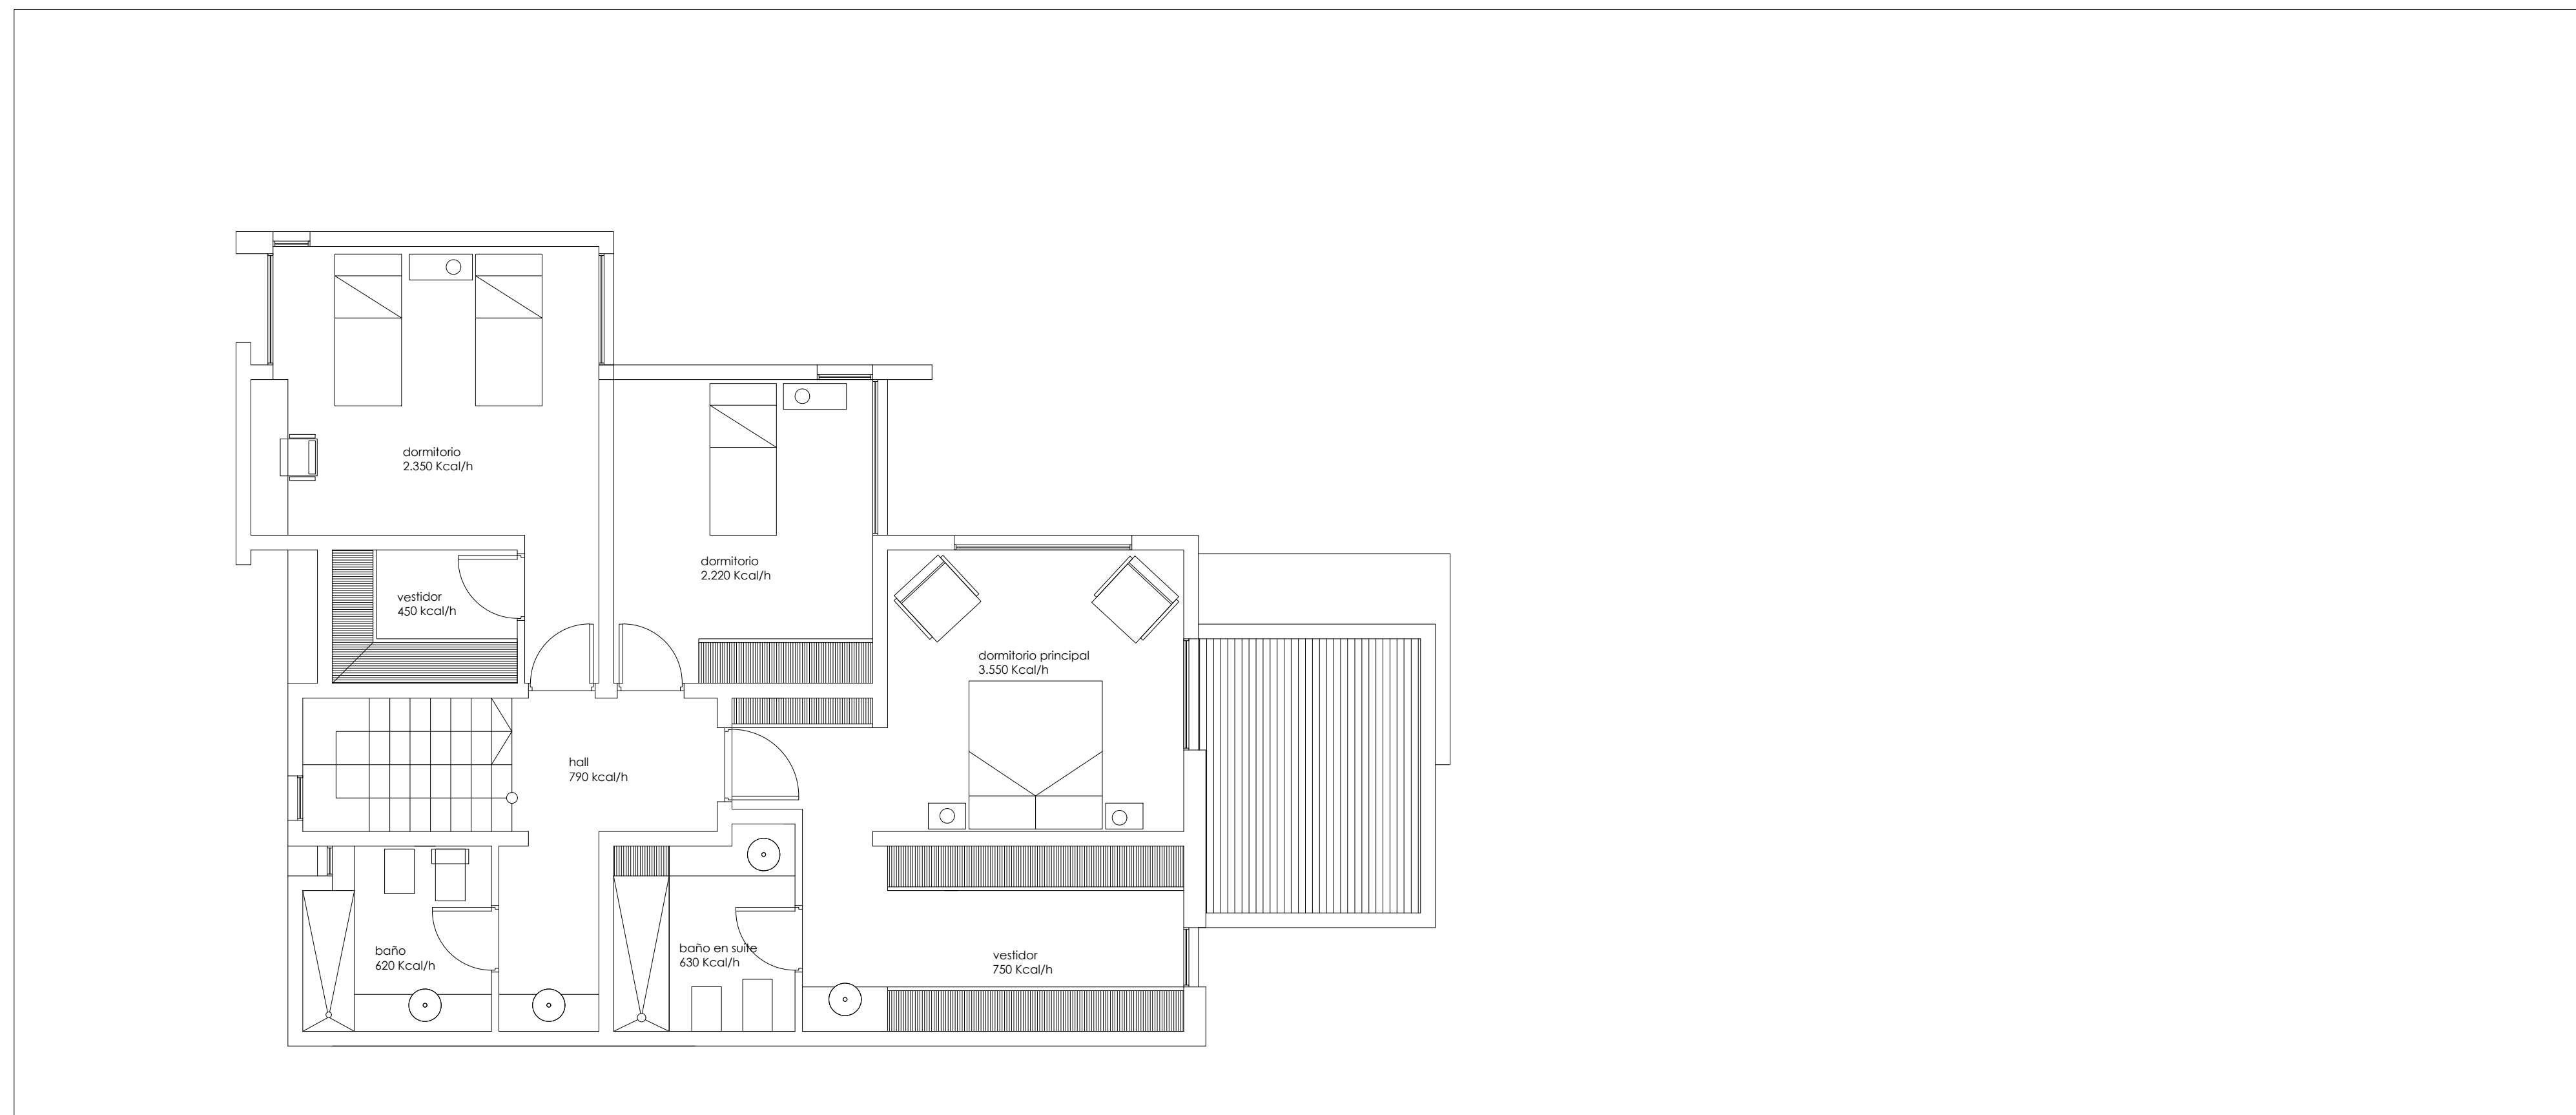 dormitorio
2.350 Kcal/h
dormitorio
2.220 Kcal/h
vestidor
450 kcal/h
dormitorio principal
3.550 Kcal/h
hall
790 kcal/h
baño
620 Kcal/h
baño en suite
630 Kcal/h
vestidor
750 Kcal/h